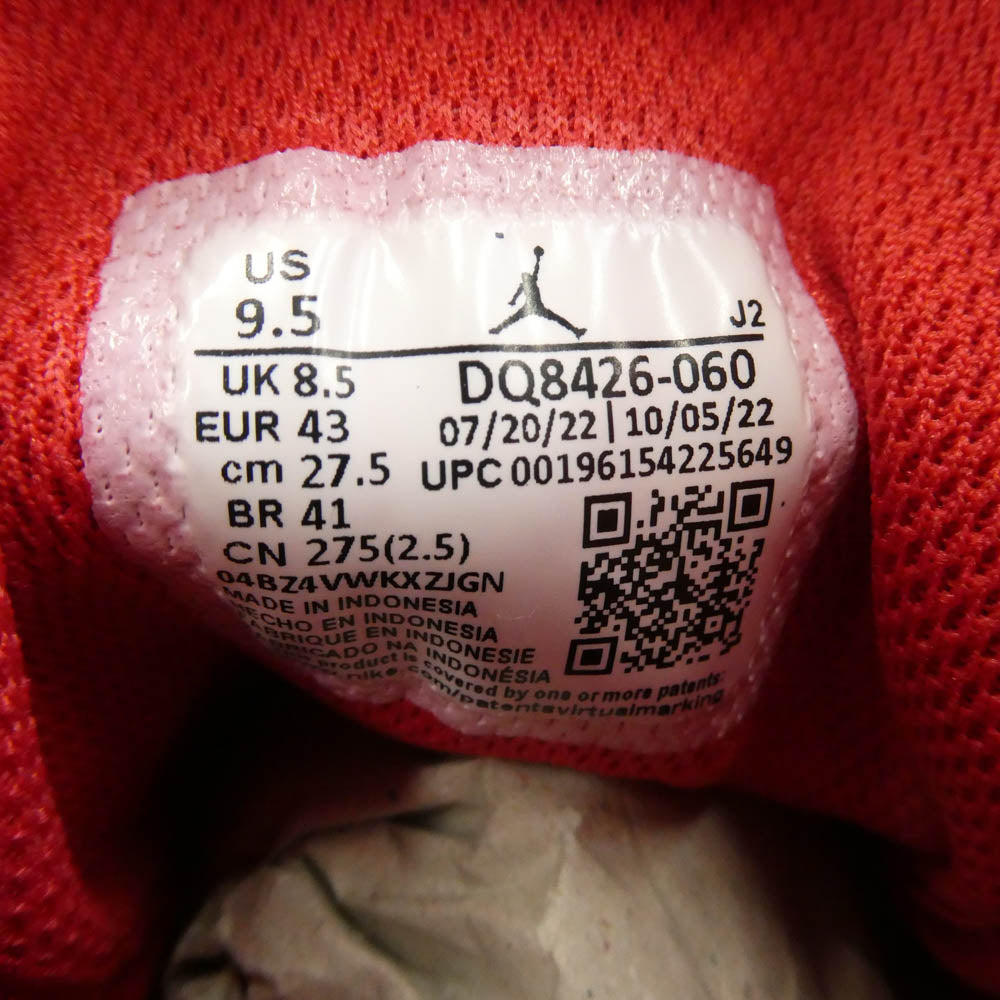 US
9.5
J2
UK 8.5
DQ8426-060
EUR 43
07/20/22 | 10/05/22
cm 27.5
UPC 00196154225649
BR 41
CN 275(2.5)
04BZ4VWKXZJGN
MADE IN INDONESIA
HECHO EN INDONESIA
FABRIQUE EN INDONESIE
FABRICADO NA INDONÉSIA
product is covered by one or more patents:
nike.com/patentsvirtualmarking